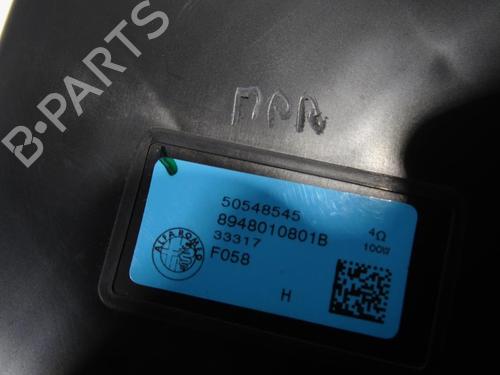 B-PARTS
50548545
8948010801B
33317
F058
4Ω
100W
ALFA ROMEO
H